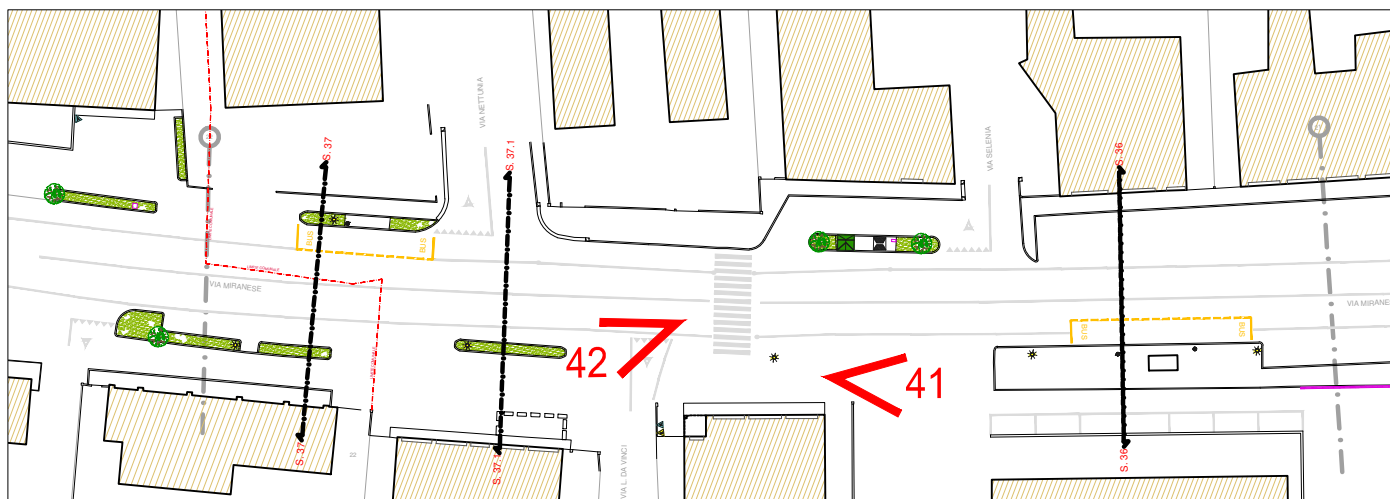 VIA NETTUNIA
S. 37
S. 37.1
VIA SELENIA
S. 36
BUS
BUS
VIA MIRANESE
VIA MIRANE
BUS
BUS
42
41
S. 37
S. 37.1
S. 36
22
VIA L. DA VINCI